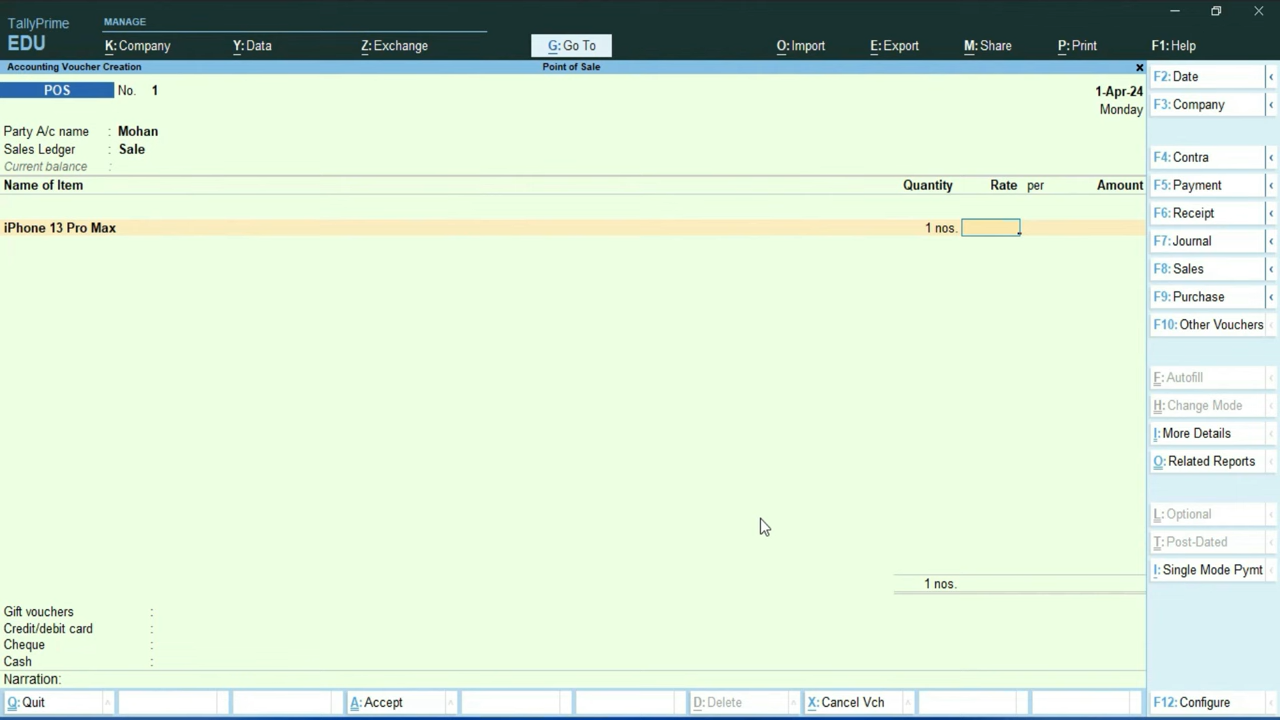 TallyPrime
EDU
MANAGE
K: Company
Y: Data
Z: Exchange
G: Go To
O: Import
E: Export
M: Share
P: Print
F1: Help
Accounting Voucher Creation
Point of Sale
x
POS No. 1
1-Apr-24
Monday
Party A/c name : Mohan
Sales Ledger : Sale
Current balance :
Name of Item Quantity Rate per Amount
iPhone 13 Pro Max 1 nos.
1 nos.
Gift vouchers :
Credit/debit card :
Cheque :
Cash :
Narration:
Q: Quit
A: Accept
D: Delete
X: Cancel Vch
F2: Date
F3: Company
F4: Contra
F5: Payment
F6: Receipt
F7: Journal
F8: Sales
F9: Purchase
F10: Other Vouchers
F: Autofill
H: Change Mode
I: More Details
O: Related Reports
L: Optional
T: Post-Dated
I: Single Mode Pymt
F12: Configure